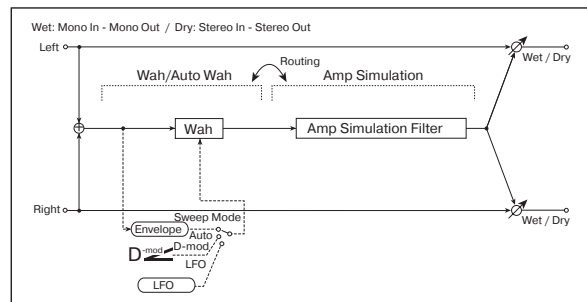 Wet: Mono In - Mono Out / Dry: Stereo In - Stereo Out
Left
Wet / Dry
Routing
Wah/Auto Wah
Amp Simulation
Wah
Amp Simulation Filter
Right
Wet / Dry
Sweep Mode
Envelope
Auto
D-mod
D-mod
LFO
LFO